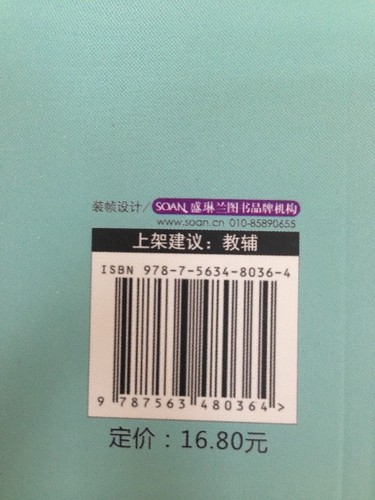 装帧设计/SOAN 盛琳兰图书品牌机构
www.soan.cn 010-85890655
上架建议：教辅
ISBN 978-7-5634-8036-4
9 787563 480364 >
定价：16.80元